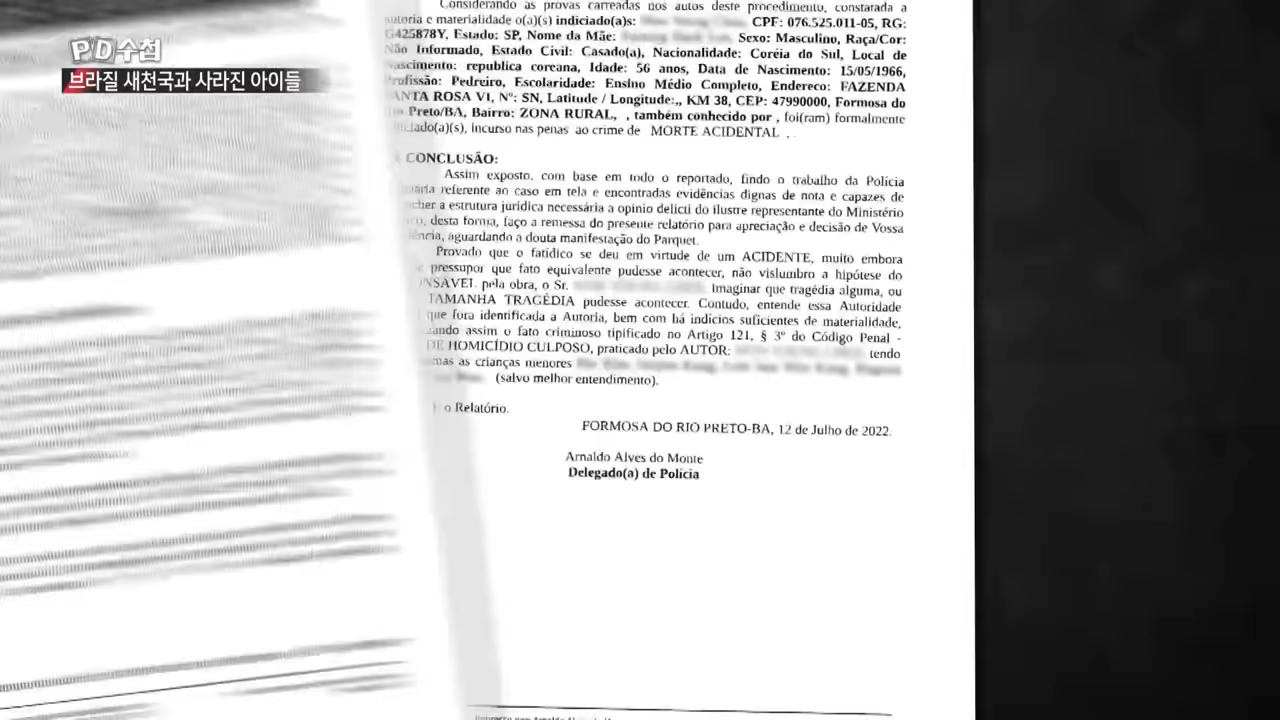 PD수첩
브라질 새천국과 사라진 아이들
Considerando as provas carreadas nos autos deste procedimento, constarada a
autoria e materialidade o(a)(s) indiciado(a)s: CPF: 076.525.011-05, RG:
G425878Y, Estado: SP, Nome da Mãe: Sexo: Masculino, Raça/Cor:
Não Informado, Estado Civil: Casado(a), Nacionalidade: Coréia do Sul, Local de
nascimento: republica coreana, Idade: 56 anos, Data de Nascimento: 15/05/1966,
Profissão: Pedreiro, Escolaridade: Ensino Médio Completo, Endereco: FAZENDA
ANTA ROSA VI, Nº: SN, Latitude / Longitude:,, KM 38, CEP: 47990000, Formosa do
Preto/BA, Bairro: ZONA RURAL, , também conhecido por , foi(ram) formalmente
iado(a)(s), incurso nas penas ao crime de MORTE ACIDENTAL .
CONCLUSÃO:
Assim exposto, com base em todo o reportado, findo o trabalho da Polícia
referente ao caso em tela e encontradas evidências dignas de nota e capazes de
cher a estrutura jurídica necessária a opinio delicti do ilustre representante do Ministério
desta forma, faço a remessa do presente relatório para apreciação e decisão de Vossa
ência, aguardando a douta manifestação do Parquet.
Provado que o fatídico se deu em virtude de um ACIDENTE, muito embora
pressupor que fato equivalente pudesse acontecer, não vislumbro a hipótese do
ONSÁVEL pela obra, o Sr. Imaginar que tragédia alguma, ou
TAMANHA TRAGÉDIA pudesse acontecer. Contudo, entende essa Autoridade
que fora identificada a Autoria, bem com há indícios suficientes de materialidade,
ando assim o fato criminoso tipificado no Artigo 121, § 3º do Código Penal -
DE HOMICÍDIO CULPOSO, praticado pelo AUTOR: tendo
mas as crianças menores
(salvo melhor entendimento).
o Relatório.
FORMOSA DO RIO PRETO-BA, 12 de Julho de 2022.
Arnaldo Alves do Monte
Delegado(a) de Polícia